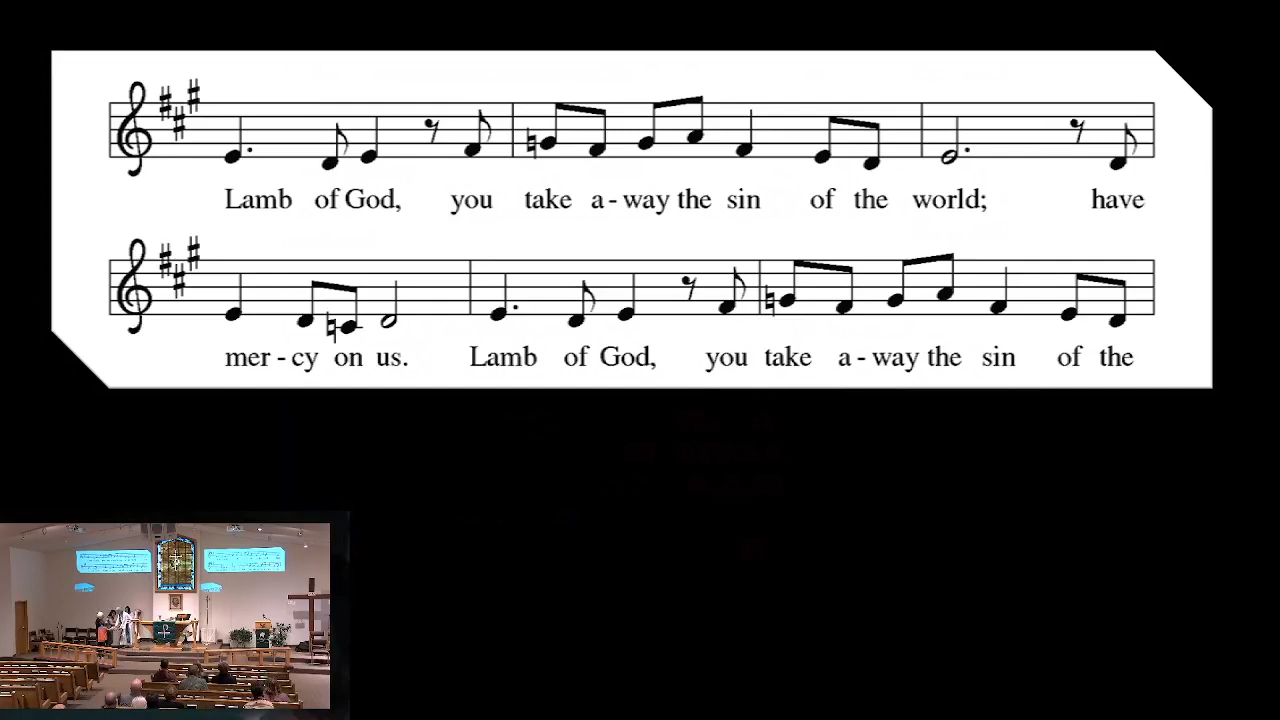 Lamb of God, you take a - way the sin of the world; have
mer - cy on us. Lamb of God, you take a - way the sin of the